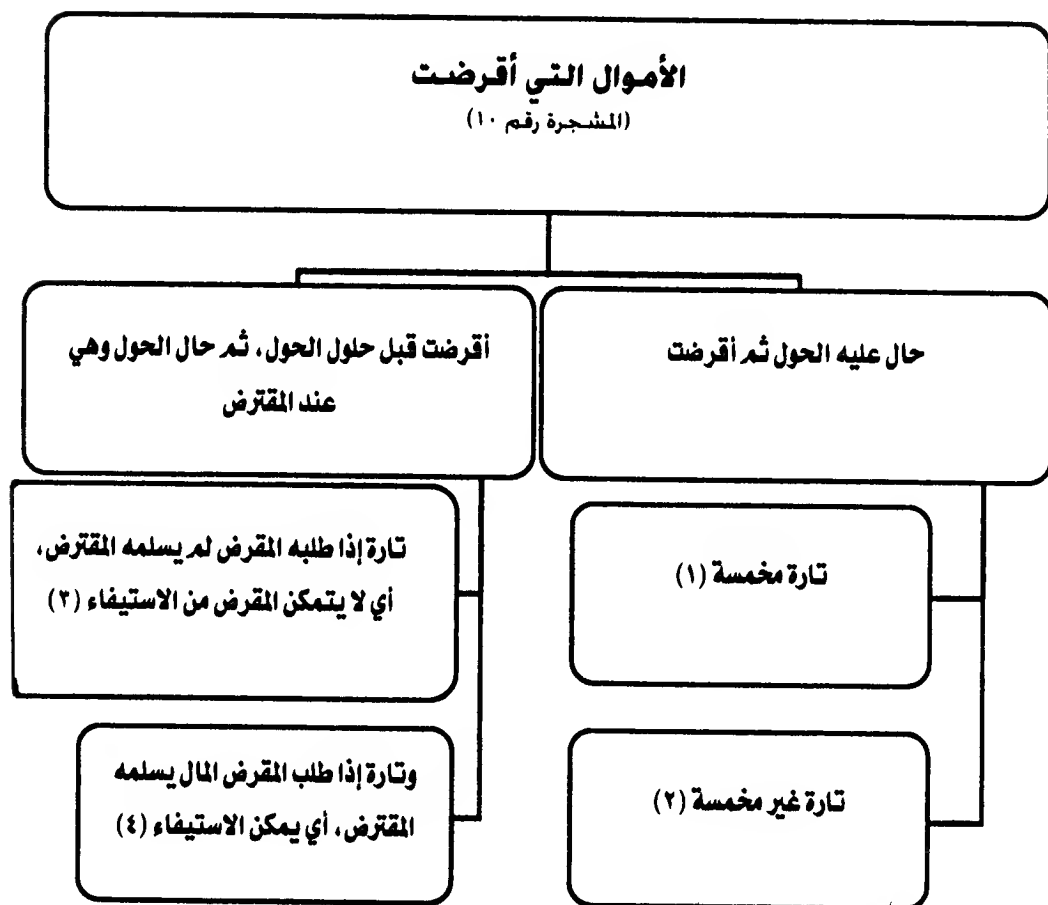 الأموال التي أقرضت
(المشجرة رقم ١٠)
حال عليه الحول ثم أقرضت
أقرضت قبل حلول الحول، ثم حال الحول وهي
عند المقترض
تارة مخمسة (١)
تارة غير مخمسة (٢)
تارة إذا طلبه المقرض لم يسلمه المقترض،
أي لا يتمكن المقرض من الاستيفاء (٣)
وتارة إذا طلب المقرض المال يسلمه
المقترض، أي يمكن الاستيفاء (٤)